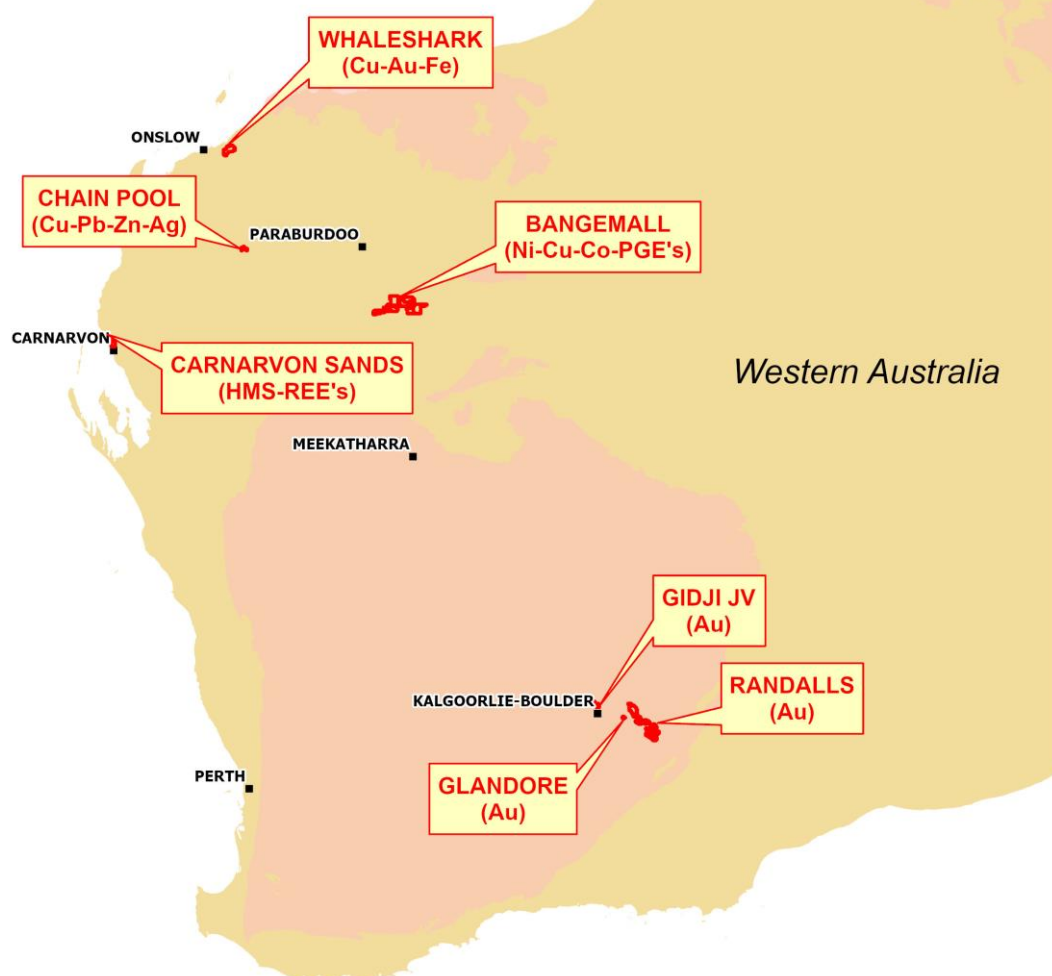 WHALESHARK
(Cu-Au-Fe)
ONSLOW
CHAIN POOL
(Cu-Pb-Zn-Ag)
PARABURDOO
BANGEMALL
(Ni-Cu-Co-PGE's)
CARNARVON
CARNARVON SANDS
(HMS-REE's)
Western Australia
MEEKATHARRA
GIDJI JV
(Au)
KALGOORLIE-BOULDER
RANDALLS
(Au)
PERTH
GLANDORE
(Au)